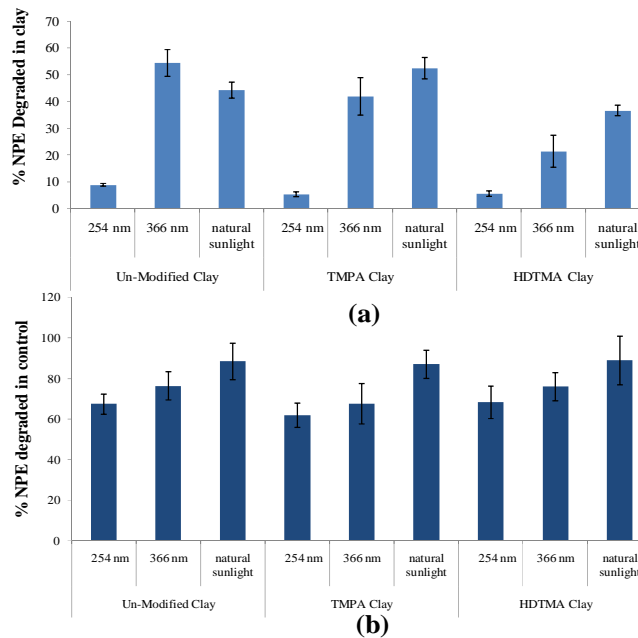 % NPE Degraded in clay
70
60
50
40
30
20
10
0
254 nm 366 nm natural sunlight 254 nm 366 nm natural sunlight 254 nm 366 nm natural sunlight
Un-Modified Clay TMPA Clay HDTMA Clay
(a)
% NPE degraded in control
120
100
80
60
40
20
0
254 nm 366 nm natural sunlight 254 nm 366 nm natural sunlight 254 nm 366 nm natural sunlight
Un-Modified Clay TMPA Clay HDTMA Clay
(b)